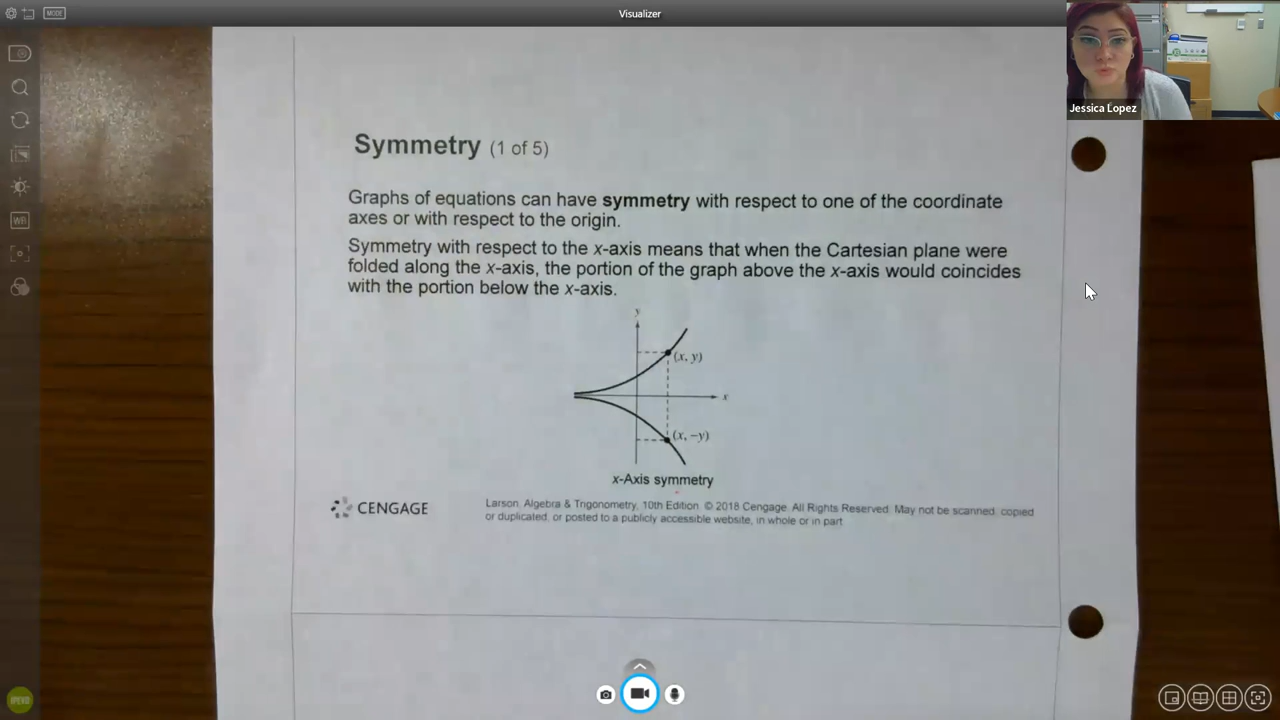 Visualizer
MODE
Jessica Lopez
Symmetry (1 of 5)
Graphs of equations can have symmetry with respect to one of the coordinate
axes or with respect to the origin.
Symmetry with respect to the x-axis means that when the Cartesian plane were
folded along the x-axis, the portion of the graph above the x-axis would coincides
with the portion below the x-axis.
y
(x, y)
x
(x, −y)
x-Axis symmetry
CENGAGE
Larson, Algebra & Trigonometry, 10th Edition. © 2018 Cengage. All Rights Reserved. May not be scanned, copied
or duplicated, or posted to a publicly accessible website, in whole or in part.